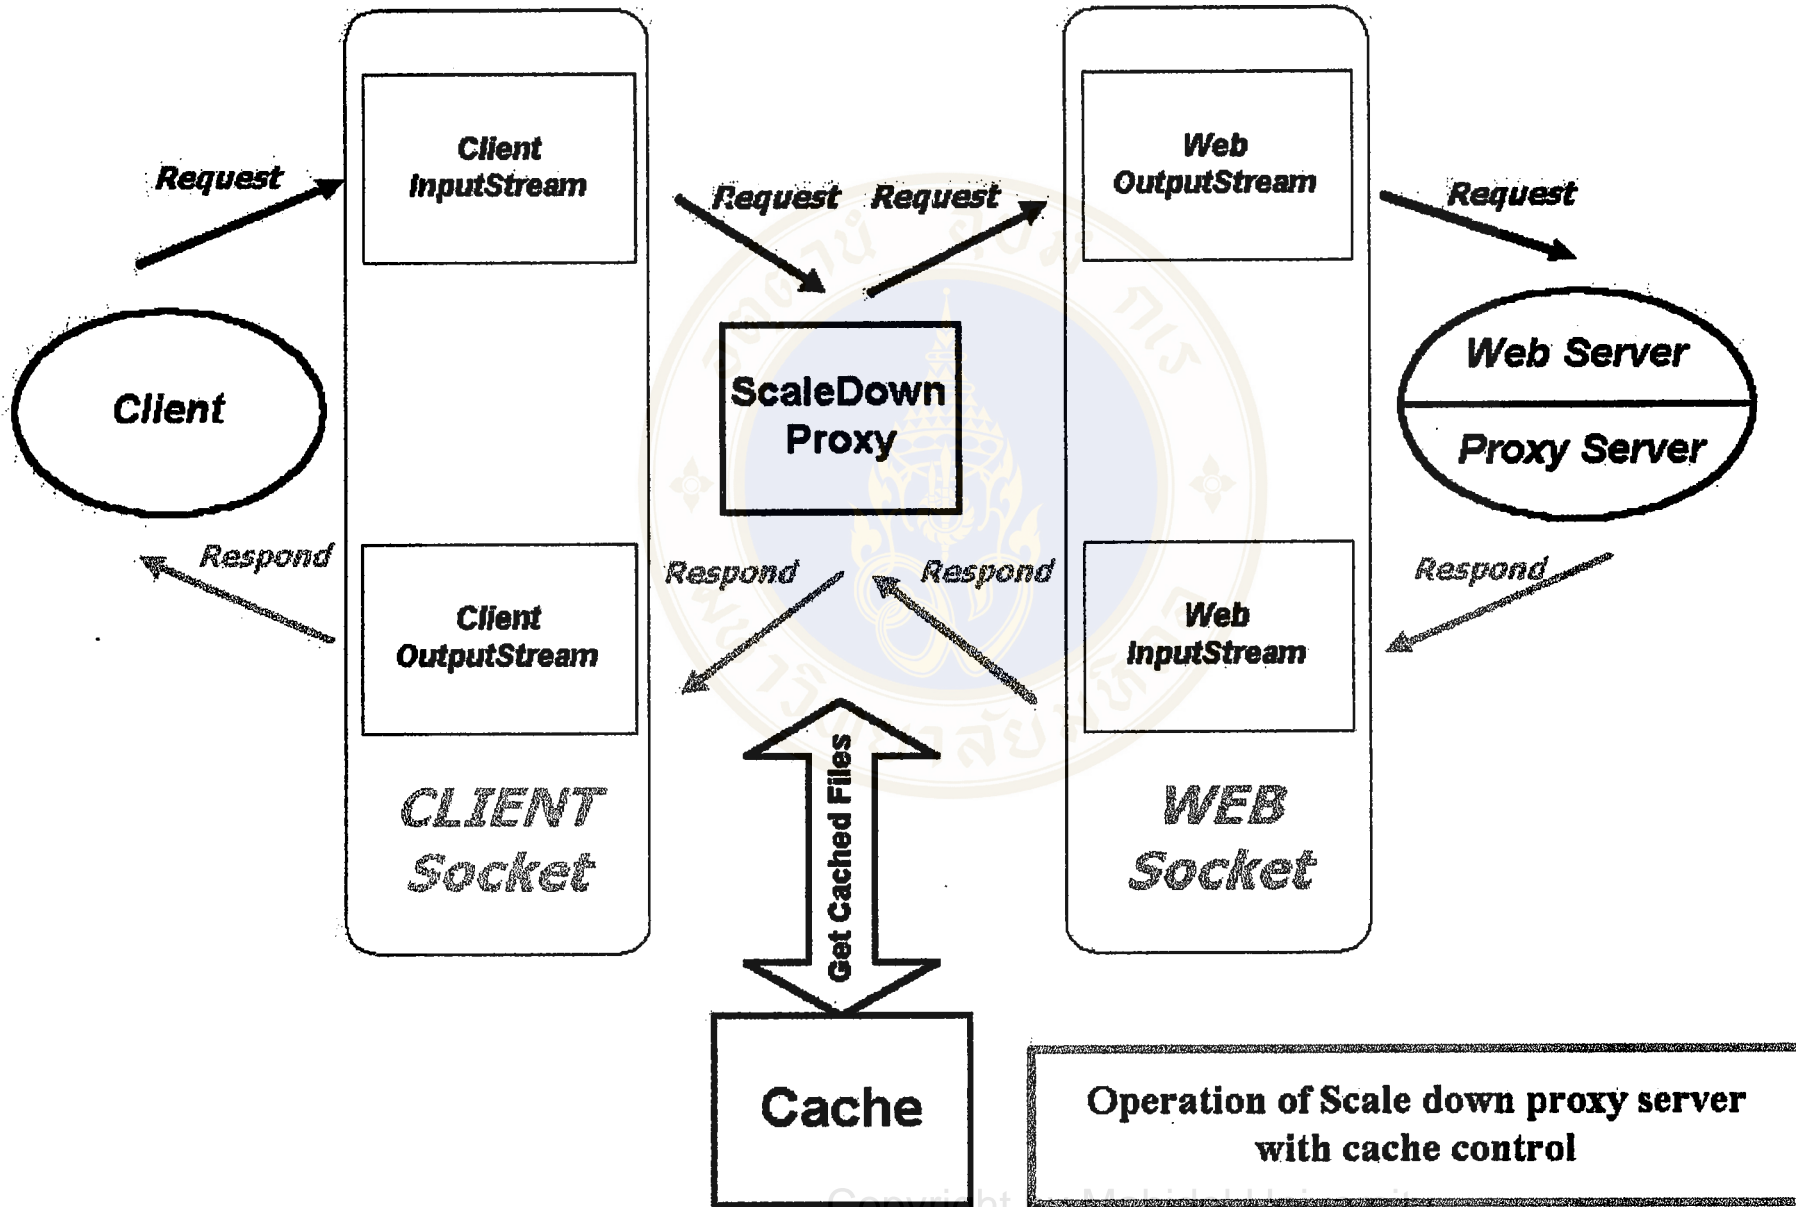 Client
InputStream
Web
OutputStream
Request
Request
Request
Request
ScaleDown
Proxy
Client
Web Server
Proxy Server
Respond
Respond
Respond
Respond
Client
OutputStream
Web
InputStream
Get Cached Files
CLIENT
Socket
WEB
Socket
Cache
Operation of Scale down proxy server
with cache control